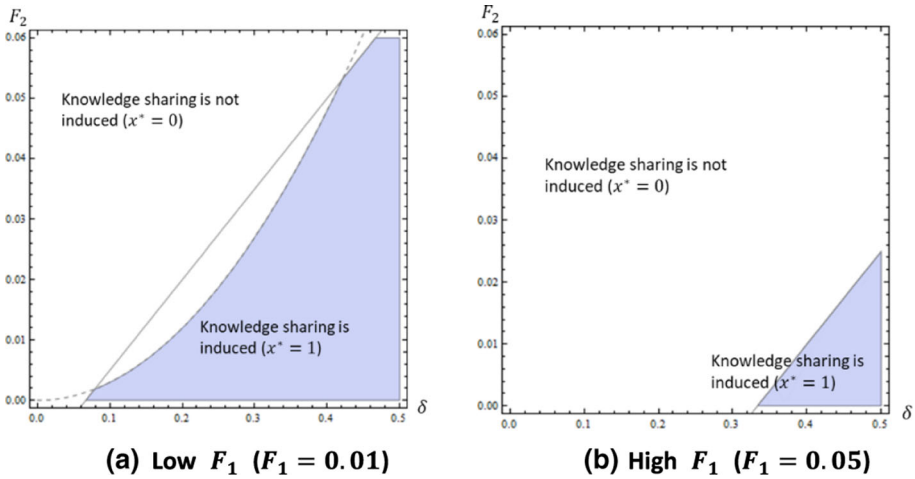 F₂
0.06
0.05
0.04
0.03
0.02
0.01
0.00
Knowledge sharing is not
induced (x* = 0)
Knowledge sharing is
induced (x* = 1)
0.0 0.1 0.2 0.3 0.4 0.5 δ
(a) Low F₁ (F₁ = 0.01)
F₂
0.06
0.05
0.04
0.03
0.02
0.01
0.00
Knowledge sharing is not
induced (x* = 0)
Knowledge sharing is
induced (x* = 1)
0.0 0.1 0.2 0.3 0.4 0.5 δ
(b) High F₁ (F₁ = 0.05)